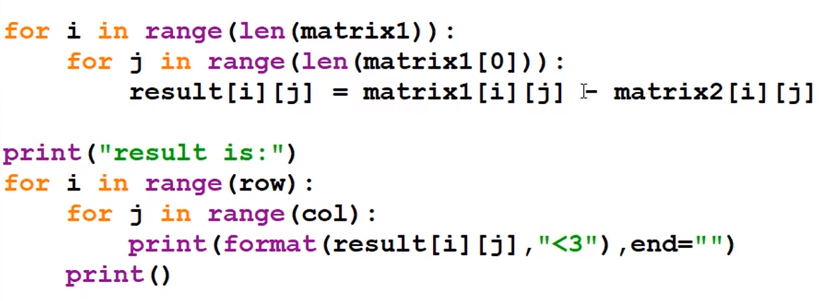 for i in range(len(matrix1)):
    for j in range(len(matrix1[0])):
        result[i][j] = matrix1[i][j] - matrix2[i][j]

print("result is:")
for i in range(row):
    for j in range(col):
        print(format(result[i][j],"<3"),end="")
    print()